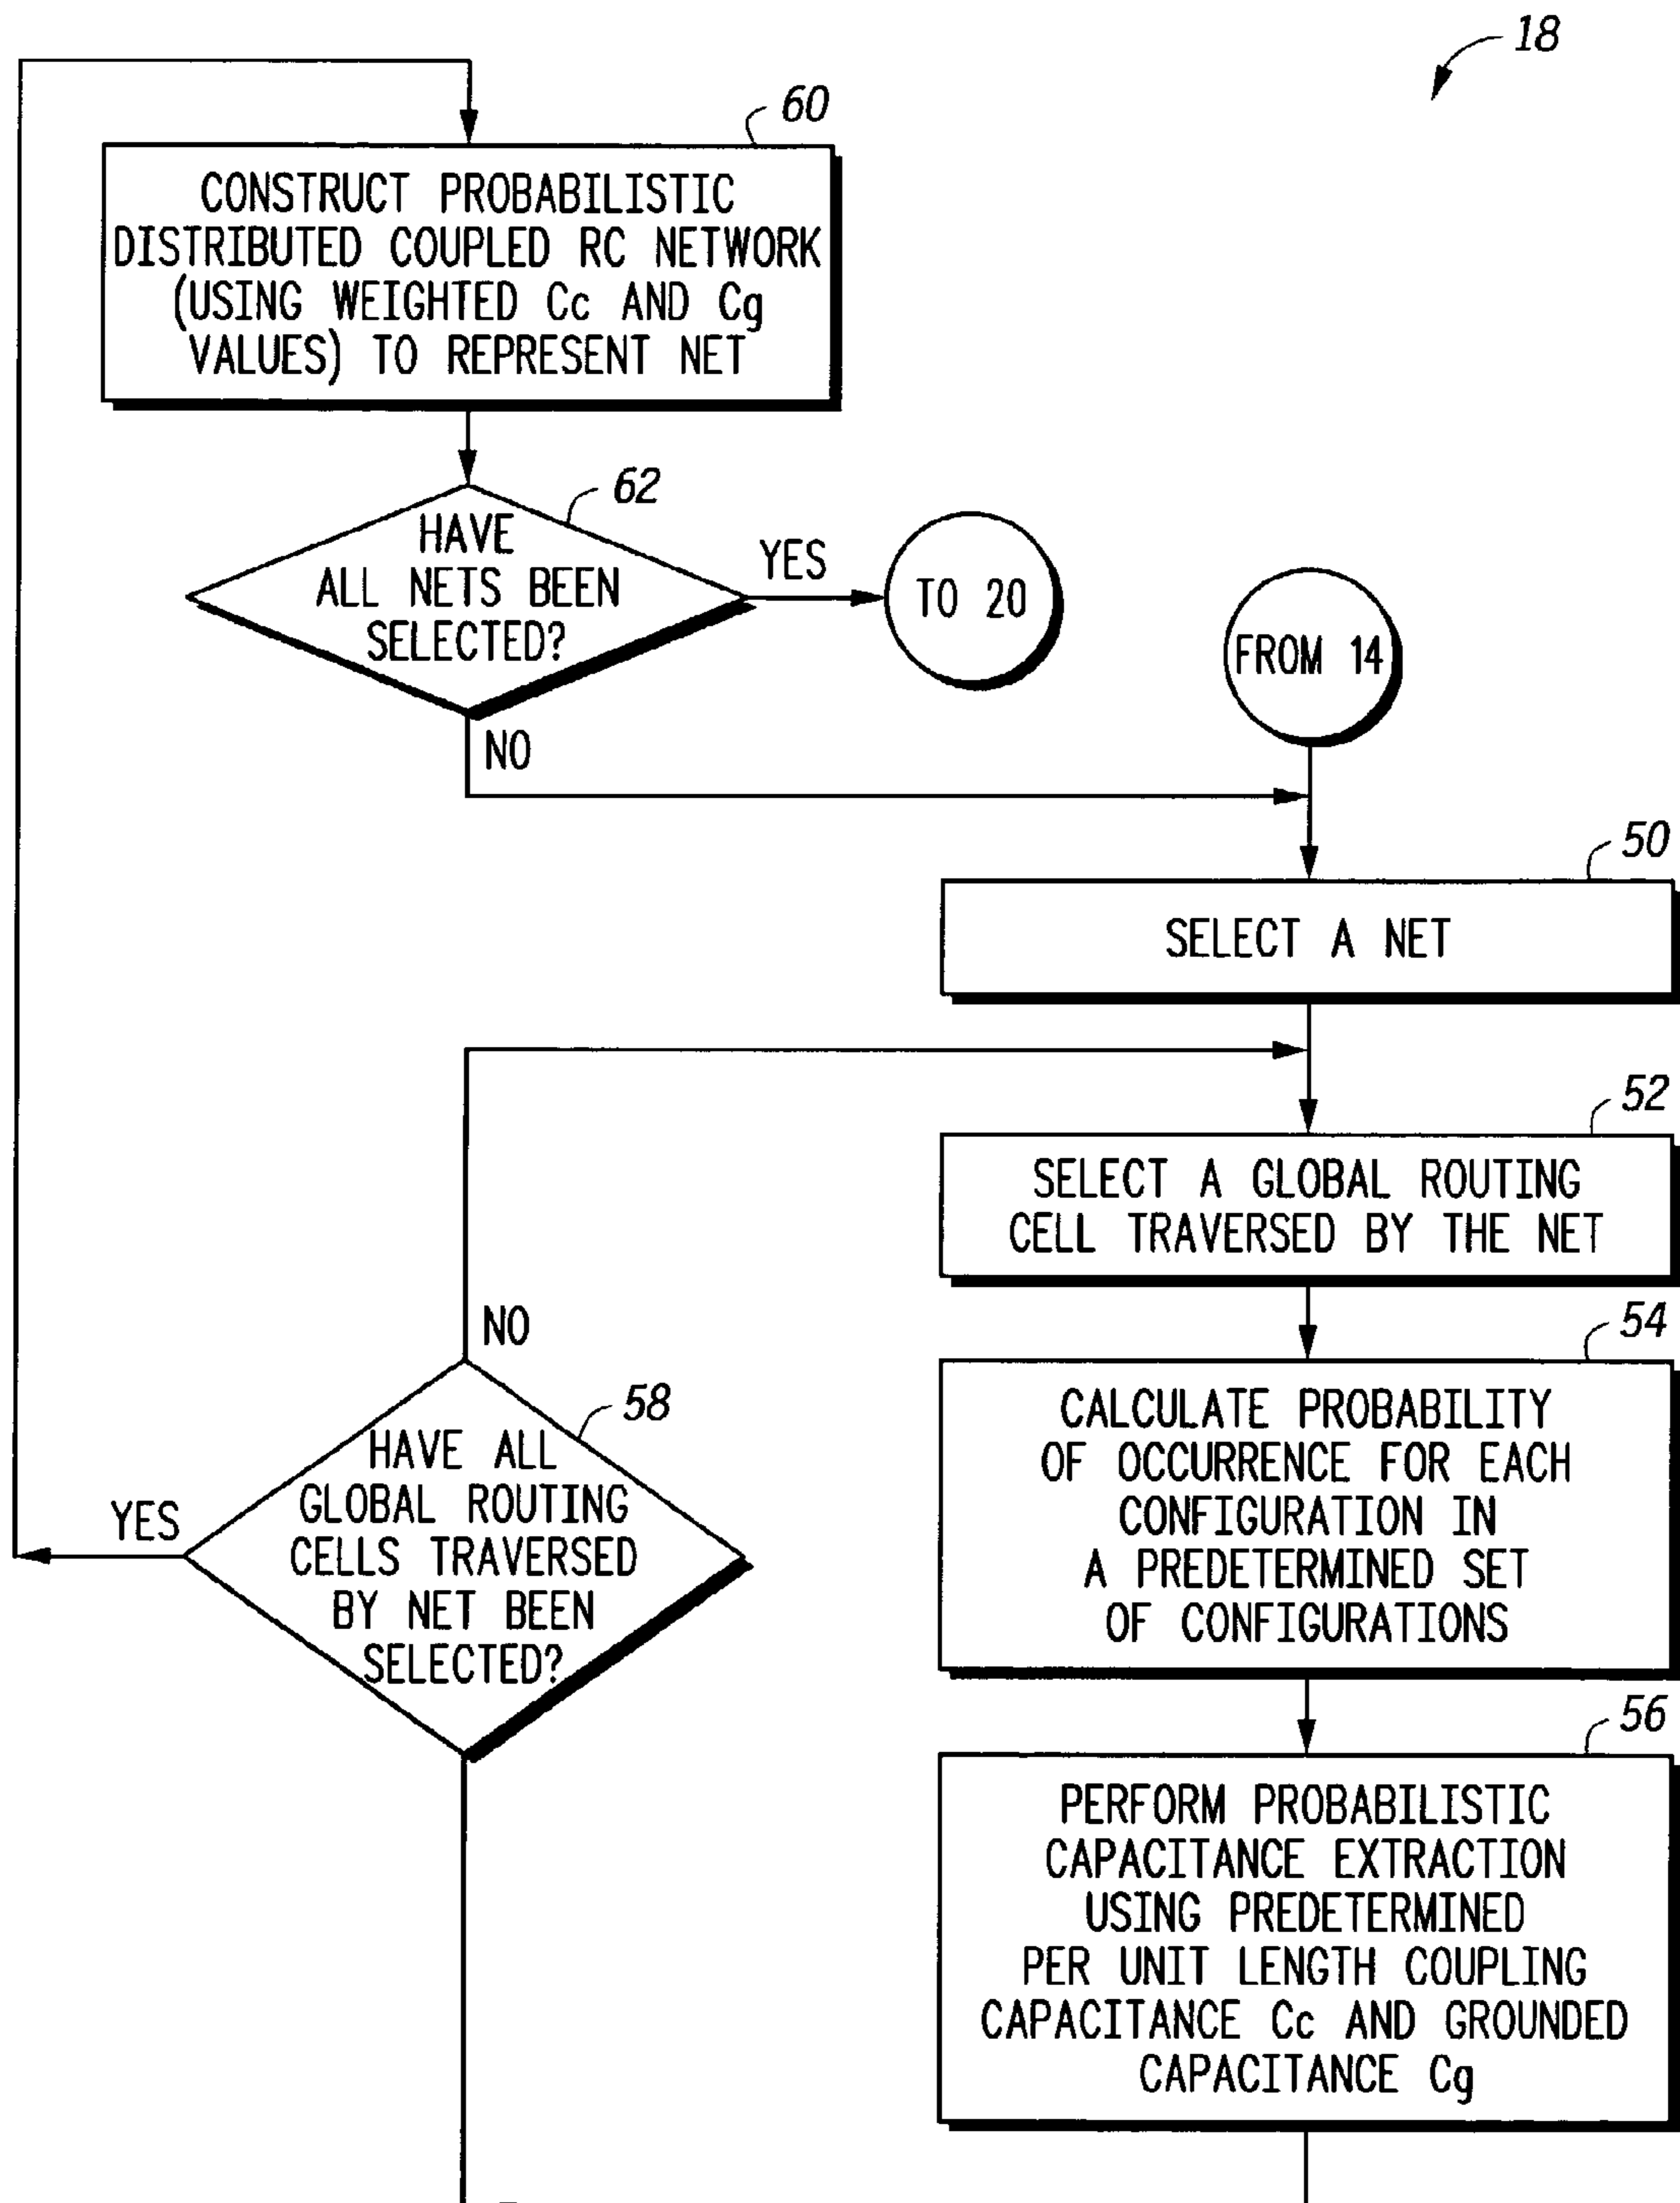 18
60
CONSTRUCT PROBABILISTIC
DISTRIBUTED COUPLED RC NETWORK
(USING WEIGHTED Cc AND Cg
VALUES) TO REPRESENT NET
62
HAVE
ALL NETS BEEN
SELECTED?
YES
TO 20
FROM 14
NO
50
SELECT A NET
52
SELECT A GLOBAL ROUTING
CELL TRAVERSED BY THE NET
NO
54
CALCULATE PROBABILITY
OF OCCURRENCE FOR EACH
CONFIGURATION IN
A PREDETERMINED SET
OF CONFIGURATIONS
58
HAVE ALL
GLOBAL ROUTING
CELLS TRAVERSED
BY NET BEEN
SELECTED?
YES
56
PERFORM PROBABILISTIC
CAPACITANCE EXTRACTION
USING PREDETERMINED
PER UNIT LENGTH COUPLING
CAPACITANCE Cc AND GROUNDED
CAPACITANCE Cg